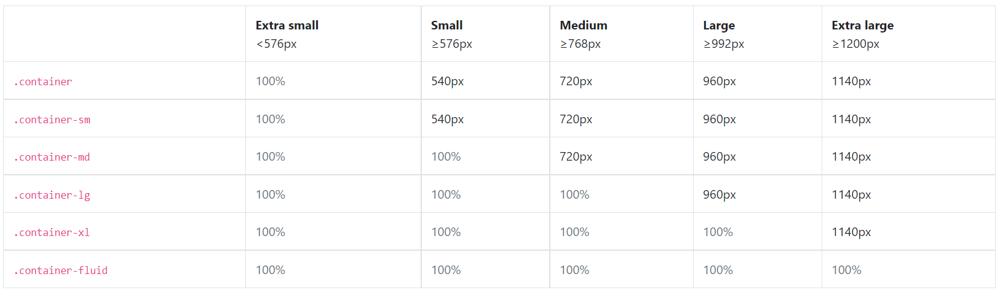 Extra small Small Medium Large Extra large
<576px ≥576px ≥768px ≥992px ≥1200px
.container 100% 540px 720px 960px 1140px
.container-sm 100% 540px 720px 960px 1140px
.container-md 100% 100% 720px 960px 1140px
.container-lg 100% 100% 100% 960px 1140px
.container-xl 100% 100% 100% 100% 1140px
.container-fluid 100% 100% 100% 100% 100%